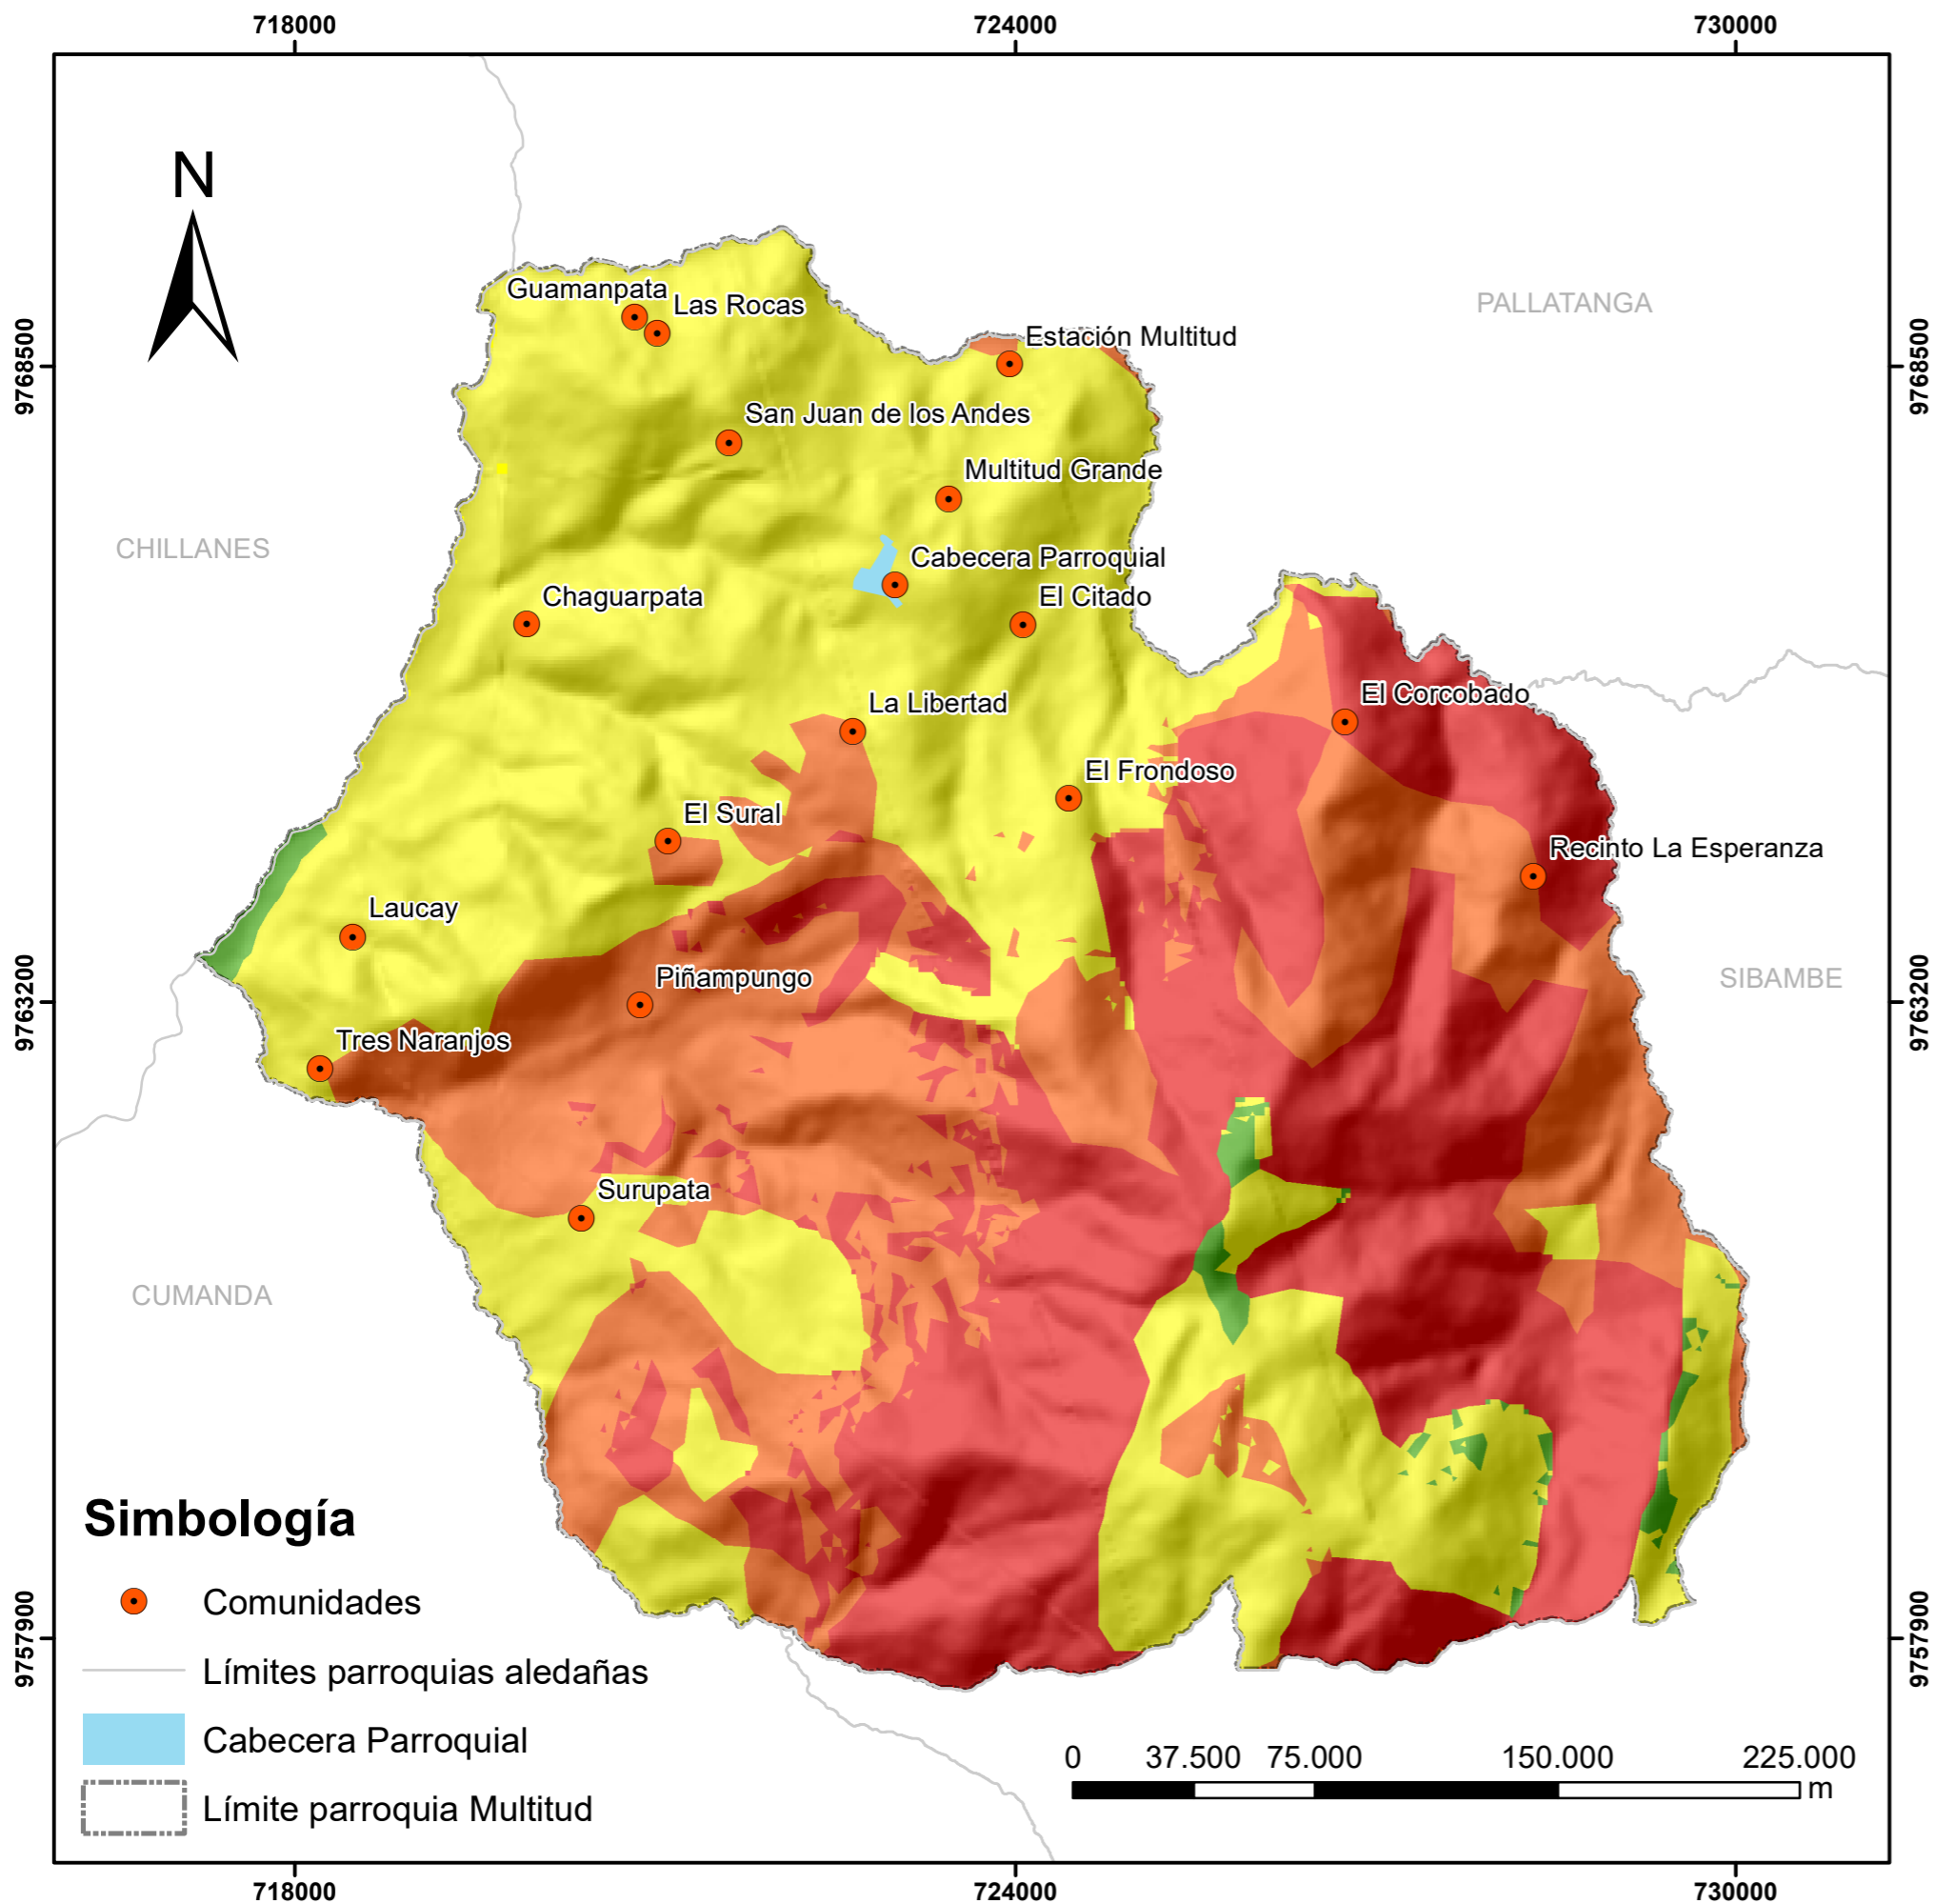 718000
724000
730000
N
Guamanpata
Las Rocas
PALLATANGA
Estación Multitud
9768500
9768500
San Juan de los Andes
Multitud Grande
CHILLANES
Cabecera Parroquial
Chaguarpata
El Citado
El Corcobado
La Libertad
El Frondoso
El Sural
Recinto La Esperanza
Laucay
Piñampungo
SIBAMBE
9763200
9763200
Tres Naranjos
Surupata
CUMANDA
Simbología
Comunidades
Límites parroquias aledañas
Cabecera Parroquial
Límite parroquia Multitud
9757900
9757900
0 37.500 75.000 150.000 225.000
m
718000
724000
730000